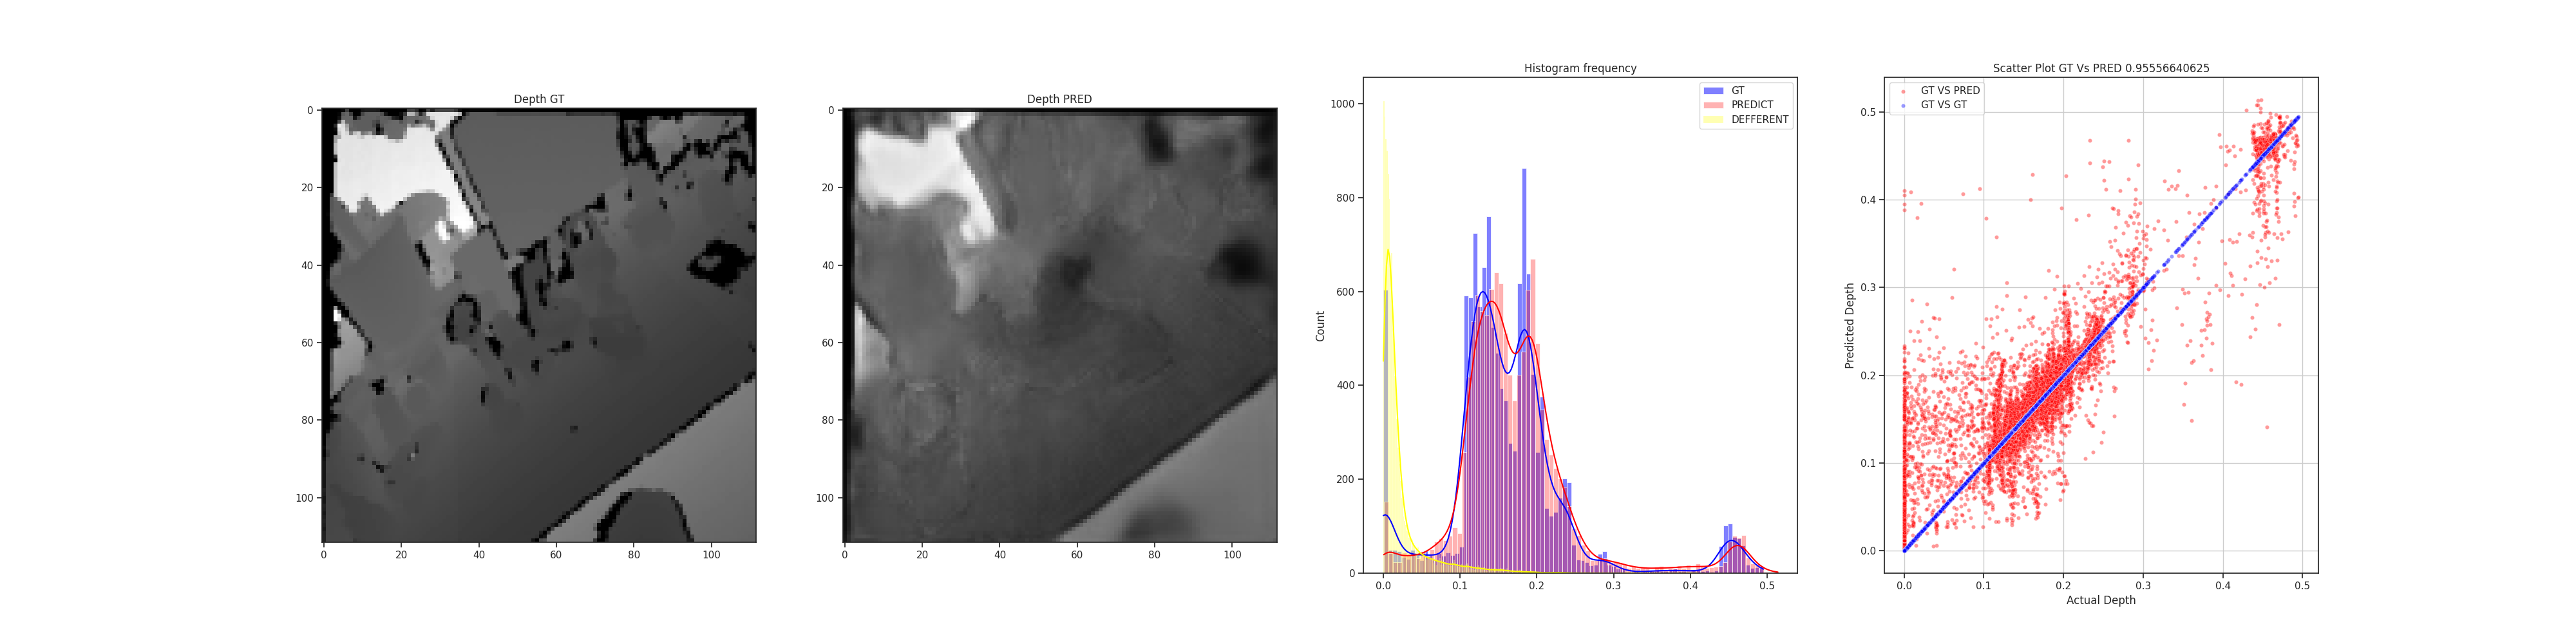 Depth GT
0
20
40
60
80
100
0 20 40 60 80 100
Depth PRED
0
20
40
60
80
100
0 20 40 60 80 100
Histogram frequency
GT
PREDICT
DEFFERENT
Count
1000
800
600
400
200
0
0.0 0.1 0.2 0.3 0.4 0.5
Scatter Plot GT Vs PRED 0.95556640625
GT VS PRED
GT VS GT
Predicted Depth
0.5
0.4
0.3
0.2
0.1
0.0
0.0 0.1 0.2 0.3 0.4 0.5
Actual Depth